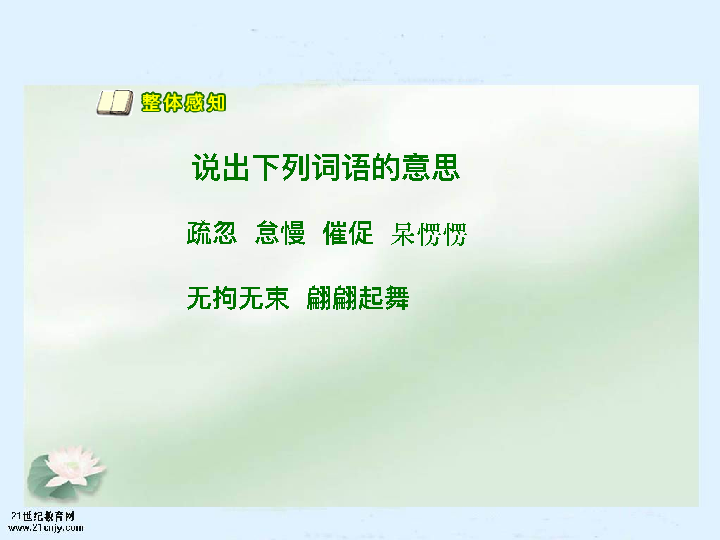 整体感知
说出下列词语的意思
疏忽 怠慢 催促 呆愣愣
无拘无束 翩翩起舞
21世纪教育网
www.21cnjy.com